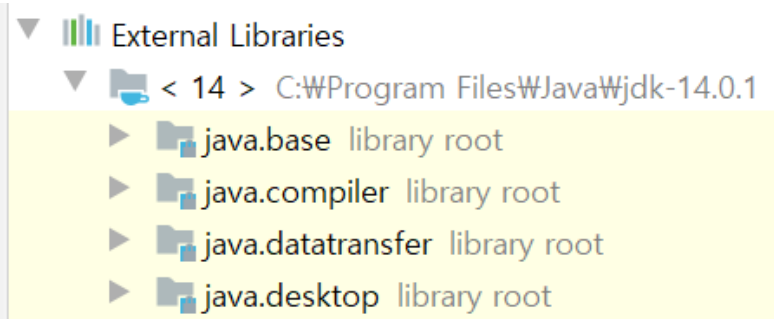 External Libraries
< 14 > C:₩Program Files₩Java₩jdk-14.0.1
java.base library root
java.compiler library root
java.datatransfer library root
java.desktop library root